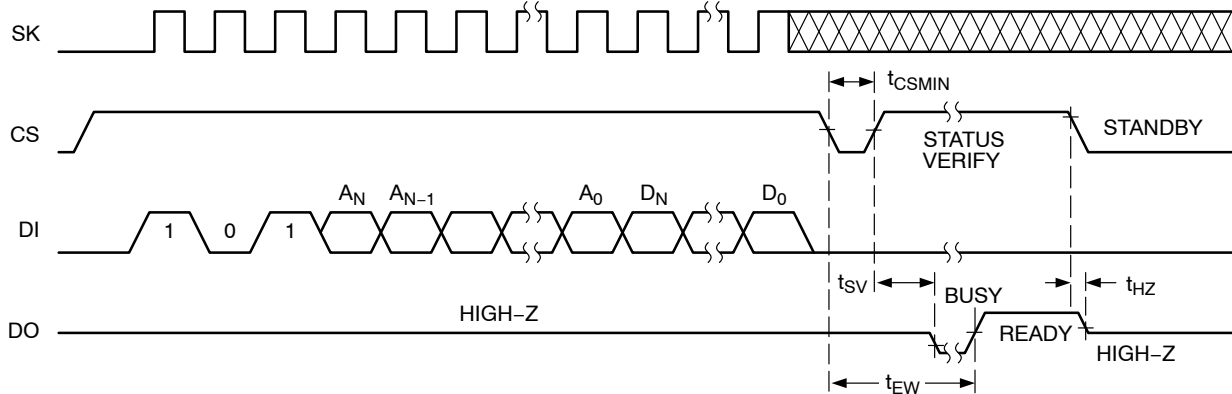 SK
tCSMIN
CS
STATUS
VERIFY
STANDBY
AN
AN−1
A0
DN
D0
DI
1
0
1
tSV
BUSY
tHZ
HIGH−Z
DO
READY
HIGH−Z
tEW